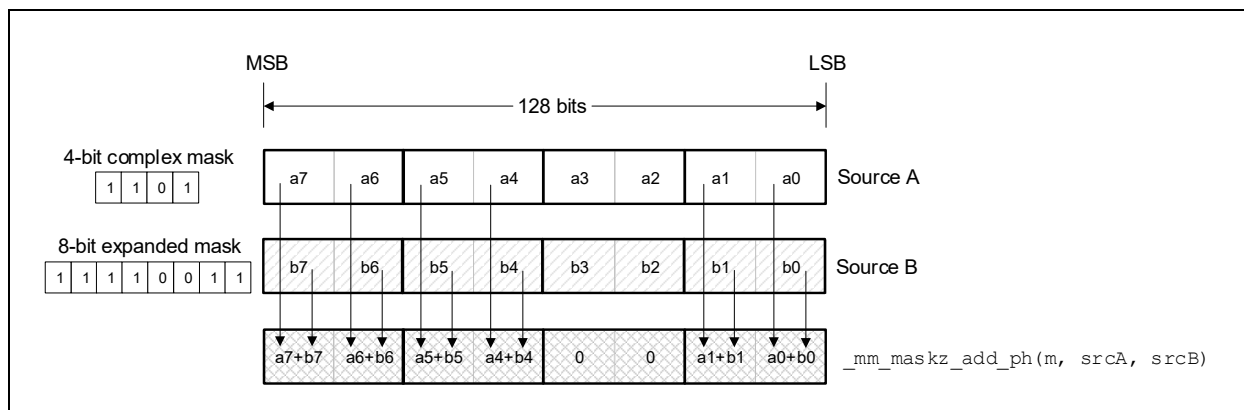 MSB LSB
128 bits
4-bit complex mask
1 1 0 1
a7 a6 a5 a4 a3 a2 a1 a0 Source A
8-bit expanded mask
1 1 1 1 0 0 1 1
b7 b6 b5 b4 b3 b2 b1 b0 Source B
a7+b7 a6+b6 a5+b5 a4+b4 0 0 a1+b1 a0+b0 _mm_maskz_add_ph(m, srcA, srcB)